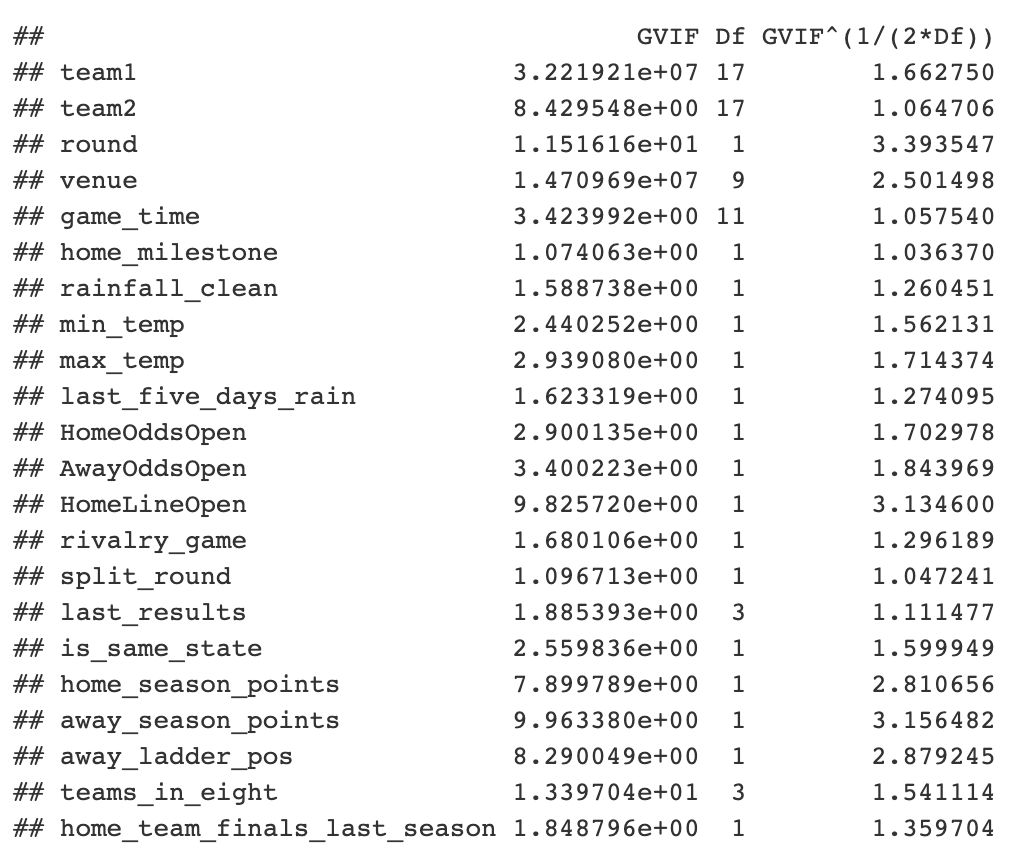 ##                                 GVIF Df GVIF^(1/(2*Df))
## team1                   3.221921e+07 17        1.662750
## team2                   8.429548e+00 17        1.064706
## round                   1.151616e+01  1        3.393547
## venue                   1.470969e+07  9        2.501498
## game_time               3.423992e+00 11        1.057540
## home_milestone          1.074063e+00  1        1.036370
## rainfall_clean          1.588738e+00  1        1.260451
## min_temp                2.440252e+00  1        1.562131
## max_temp                2.939080e+00  1        1.714374
## last_five_days_rain     1.623319e+00  1        1.274095
## HomeOddsOpen            2.900135e+00  1        1.702978
## AwayOddsOpen            3.400223e+00  1        1.843969
## HomeLineOpen            9.825720e+00  1        3.134600
## rivalry_game            1.680106e+00  1        1.296189
## split_round             1.096713e+00  1        1.047241
## last_results            1.885393e+00  3        1.111477
## is_same_state           2.559836e+00  1        1.599949
## home_season_points      7.899789e+00  1        2.810656
## away_season_points      9.963380e+00  1        3.156482
## away_ladder_pos         8.290049e+00  1        2.879245
## teams_in_eight          1.339704e+01  3        1.541114
## home_team_finals_last_season 1.848796e+00  1        1.359704